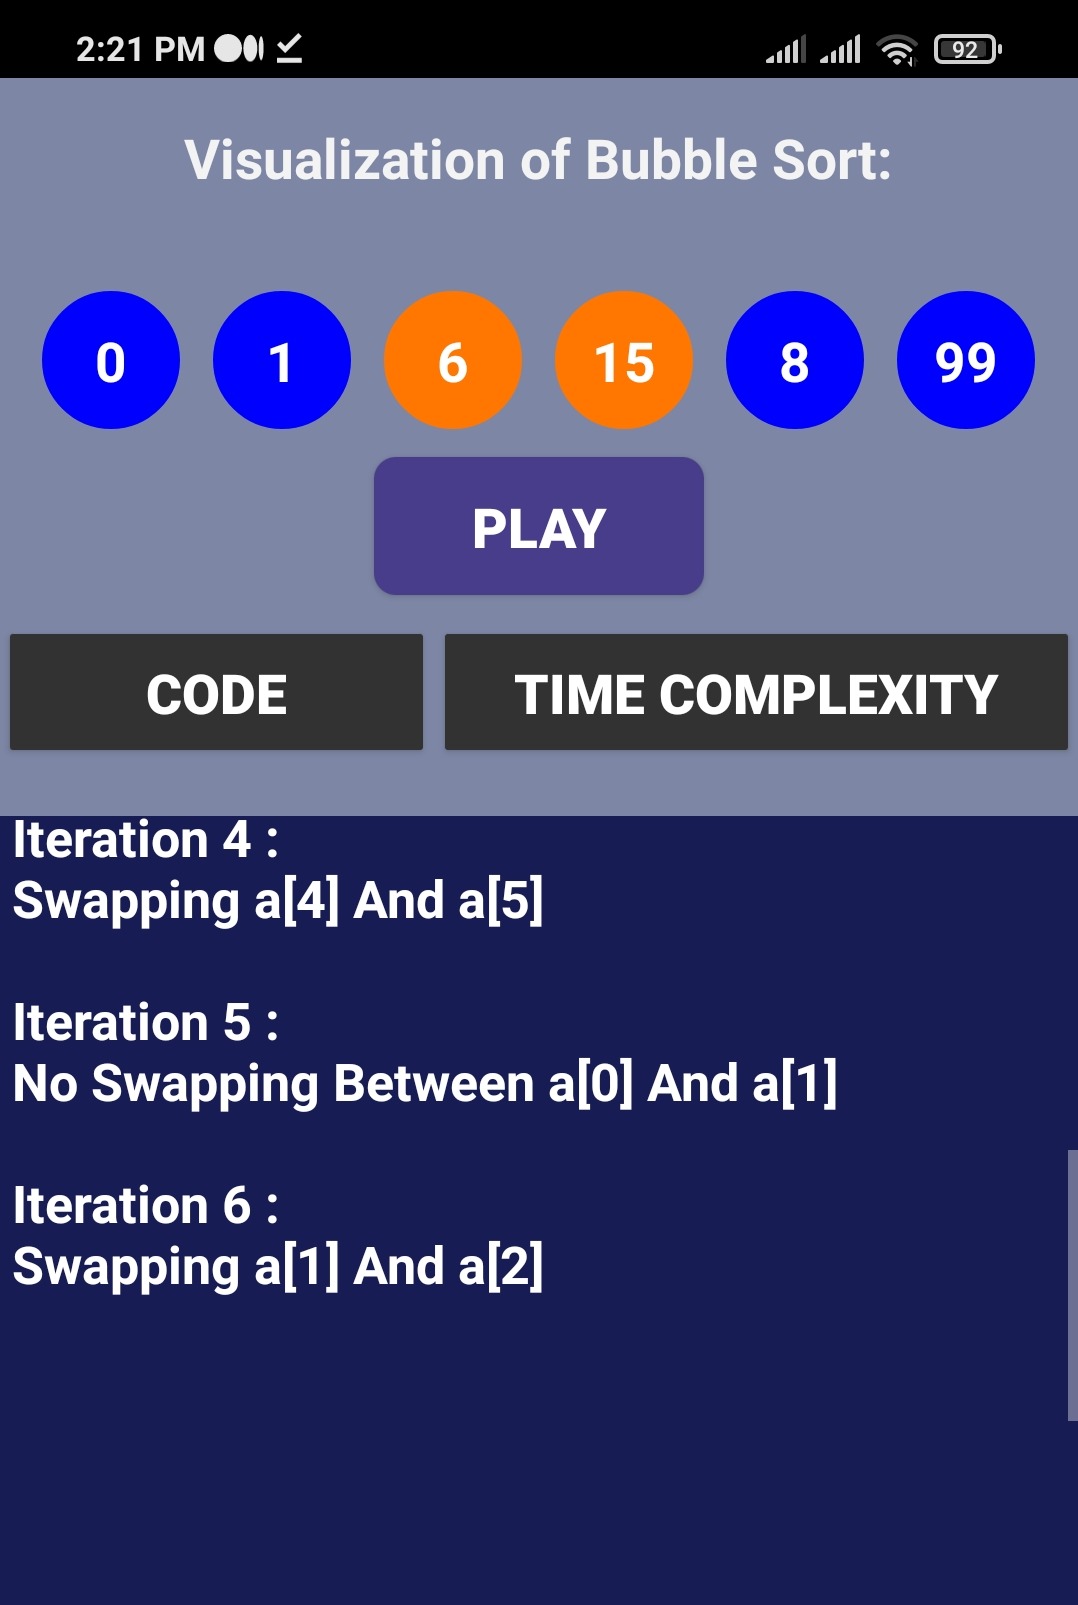 2:21 PM
92
Visualization of Bubble Sort:
0 1 6 15 8 99
PLAY
CODE TIME COMPLEXITY
Iteration 4 :
Swapping a[4] And a[5]
Iteration 5 :
No Swapping Between a[0] And a[1]
Iteration 6 :
Swapping a[1] And a[2]